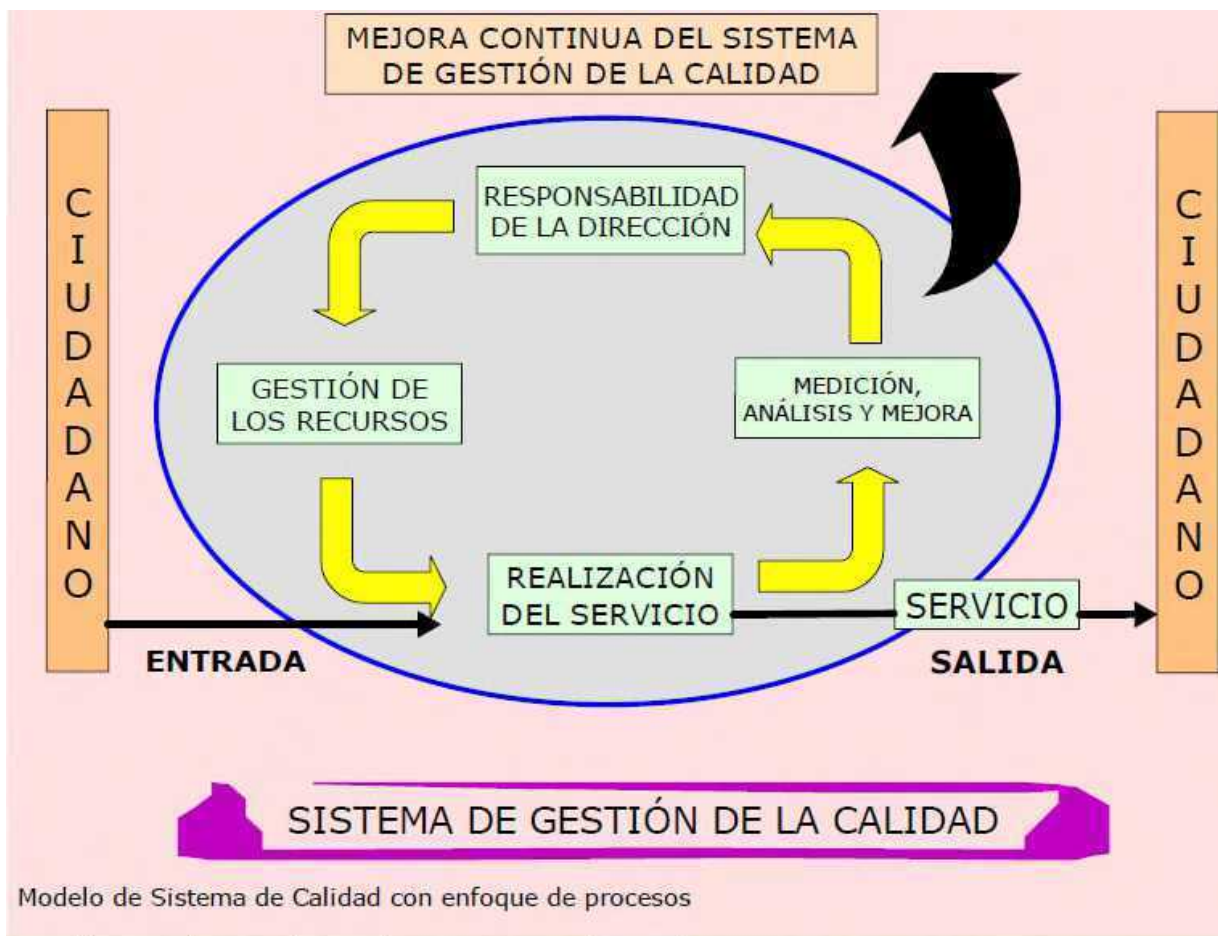 MEJORA CONTINUA DEL SISTEMA
DE GESTIÓN DE LA CALIDAD
CIUDADANO
RESPONSABILIDAD
DE LA DIRECCIÓN
GESTIÓN DE
LOS RECURSOS
MEDICIÓN,
ANÁLISIS Y MEJORA
REALIZACIÓN
DEL SERVICIO
SERVICIO
ENTRADA
SALIDA
CIUDADANO
SISTEMA DE GESTIÓN DE LA CALIDAD
Modelo de Sistema de Calidad con enfoque de procesos